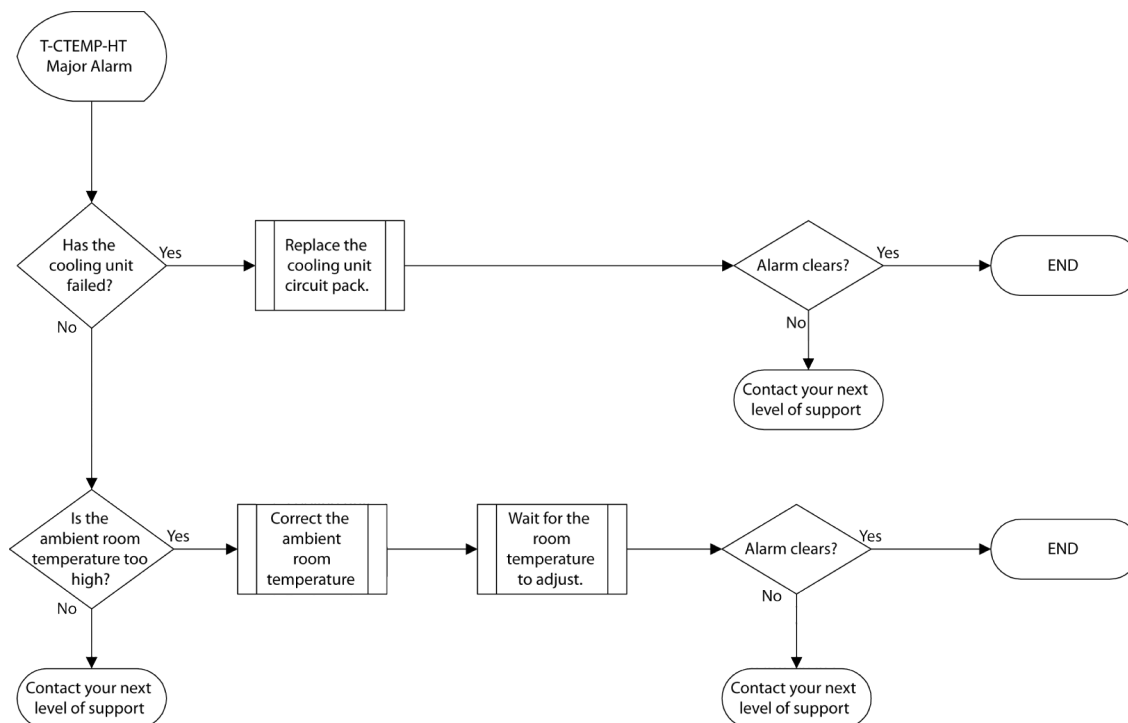 T-CTEMP-HT
Major Alarm
Has the
cooling unit
failed?
Yes
No
Replace the
cooling unit
circuit pack.
Alarm clears?
Yes
No
END
Contact your next
level of support
Is the
ambient room
temperature too
high?
Yes
No
Correct the
ambient
room
temperature
Wait for the
room
temperature
to adjust.
Alarm clears?
Yes
No
END
Contact your next
level of support
Contact your next
level of support